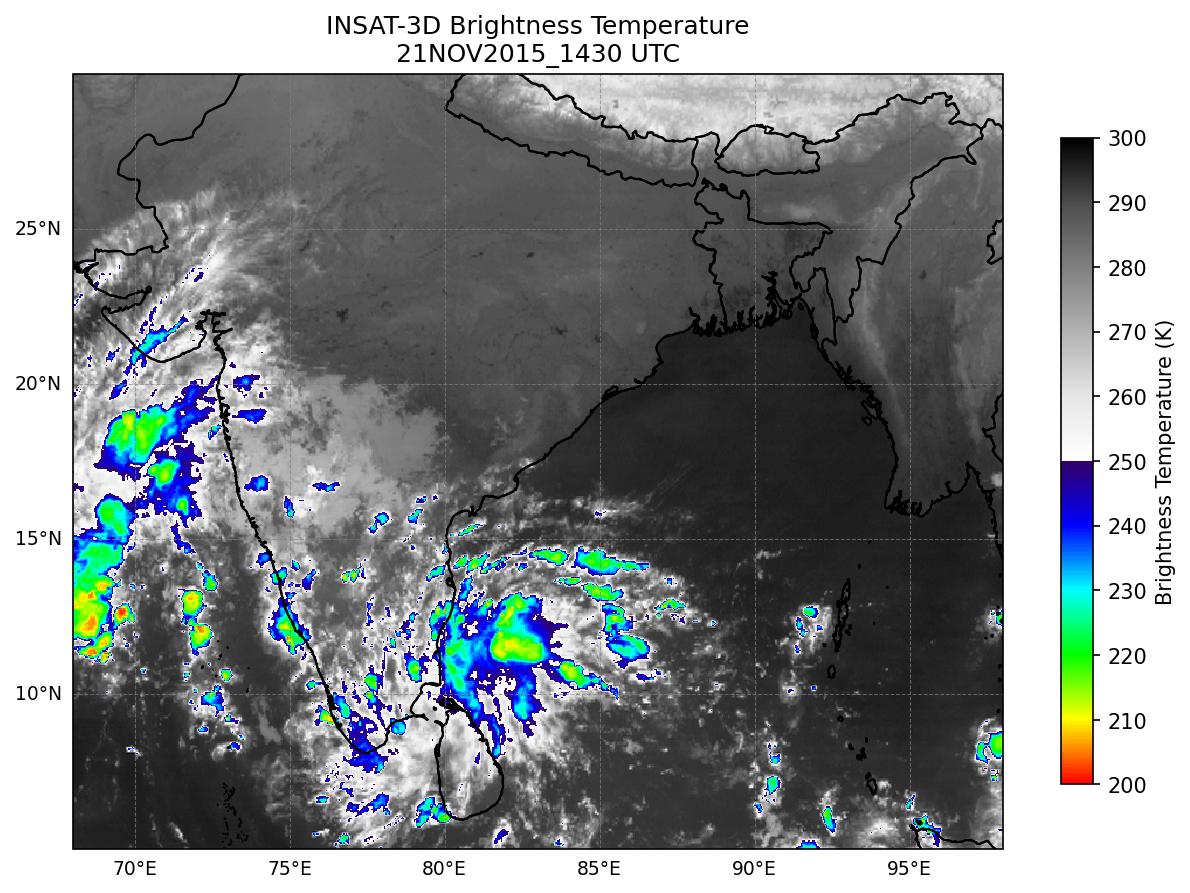 INSAT-3D Brightness Temperature
21NOV2015_1430 UTC
25°N
20°N
15°N
10°N
70°E
75°E
80°E
85°E
90°E
95°E
300
290
280
270
260
250
240
230
220
210
200
Brightness Temperature (K)